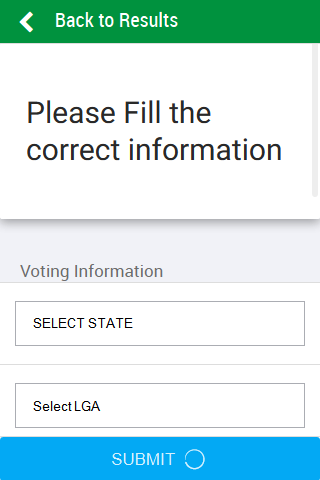 Back to Results
Please Fill the
correct information
Voting Information
SELECT STATE
Select LGA
SUBMIT